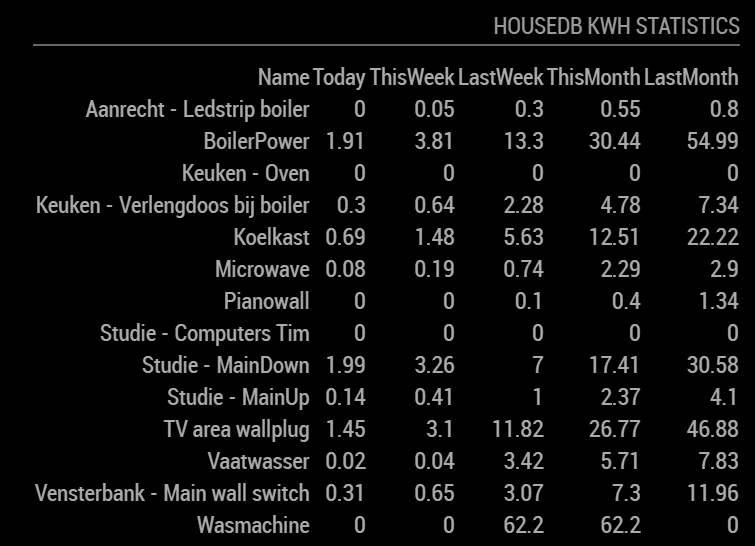 HOUSEDB KWH STATISTICS
Name Today ThisWeek LastWeek ThisMonth LastMonth
Aanrecht - Ledstrip boiler 0 0.05 0.3 0.55 0.8
BoilerPower 1.91 3.81 13.3 30.44 54.99
Keuken - Oven 0 0 0 0 0
Keuken - Verlengdoos bij boiler 0.3 0.64 2.28 4.78 7.34
Koelkast 0.69 1.48 5.63 12.51 22.22
Microwave 0.08 0.19 0.74 2.29 2.9
Pianowall 0 0 0.1 0.4 1.34
Studie - Computers Tim 0 0 0 0 0
Studie - MainDown 1.99 3.26 7 17.41 30.58
Studie - MainUp 0.14 0.41 1 2.37 4.1
TV area wallplug 1.45 3.1 11.82 26.77 46.88
Vaatwasser 0.02 0.04 3.42 5.71 7.83
Vensterbank - Main wall switch 0.31 0.65 3.07 7.3 11.96
Wasmachine 0 0 62.2 62.2 0